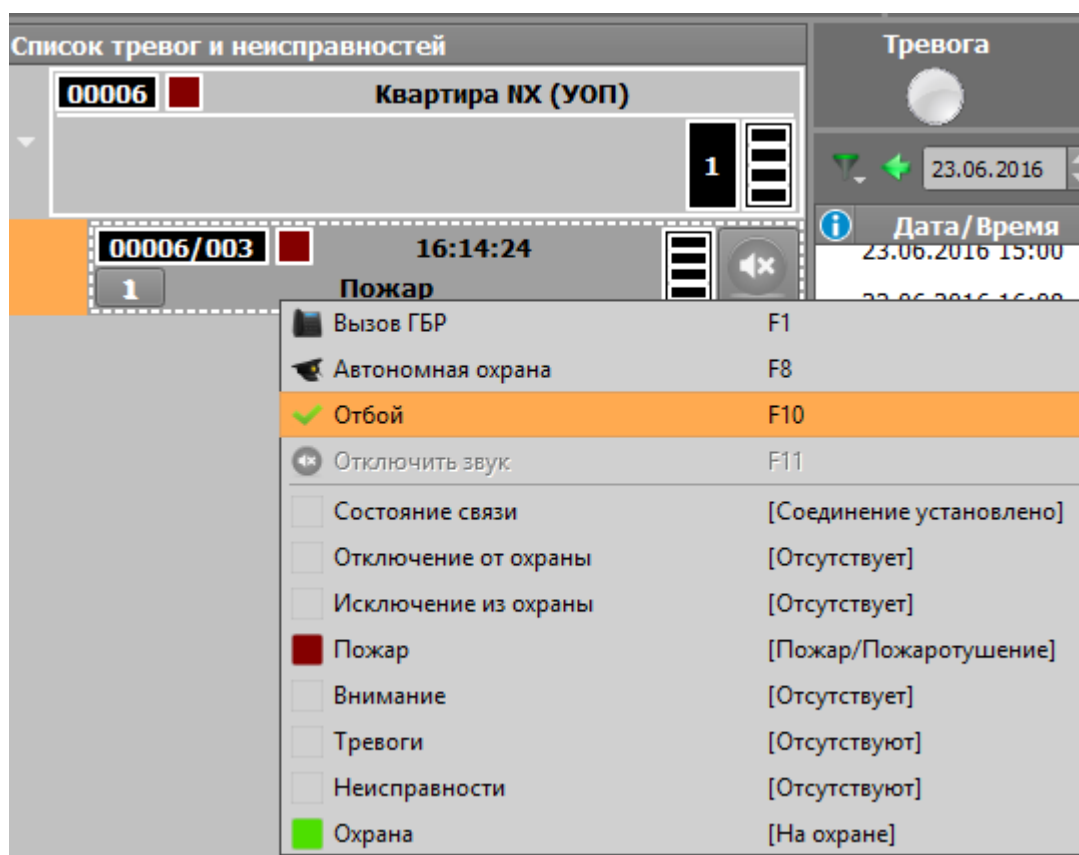 Список тревог и неисправностей
Тревога
00006 Квартира NX (УОП)
1
23.06.2016
Дата/Время
00006/003 16:14:24
23.06.2016 15:00
1 Пожар
Вызов ГБР F1
Автономная охрана F8
Отбой F10
Отключить звук F11
Состояние связи [Соединение установлено]
Отключение от охраны [Отсутствует]
Исключение из охраны [Отсутствует]
Пожар [Пожар/Пожаротушение]
Внимание [Отсутствует]
Тревоги [Отсутствуют]
Неисправности [Отсутствуют]
Охрана [На охране]